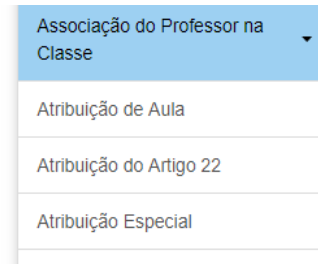 Associação do Professor na
Classe
Atribuição de Aula
Atribuição do Artigo 22
Atribuição Especial